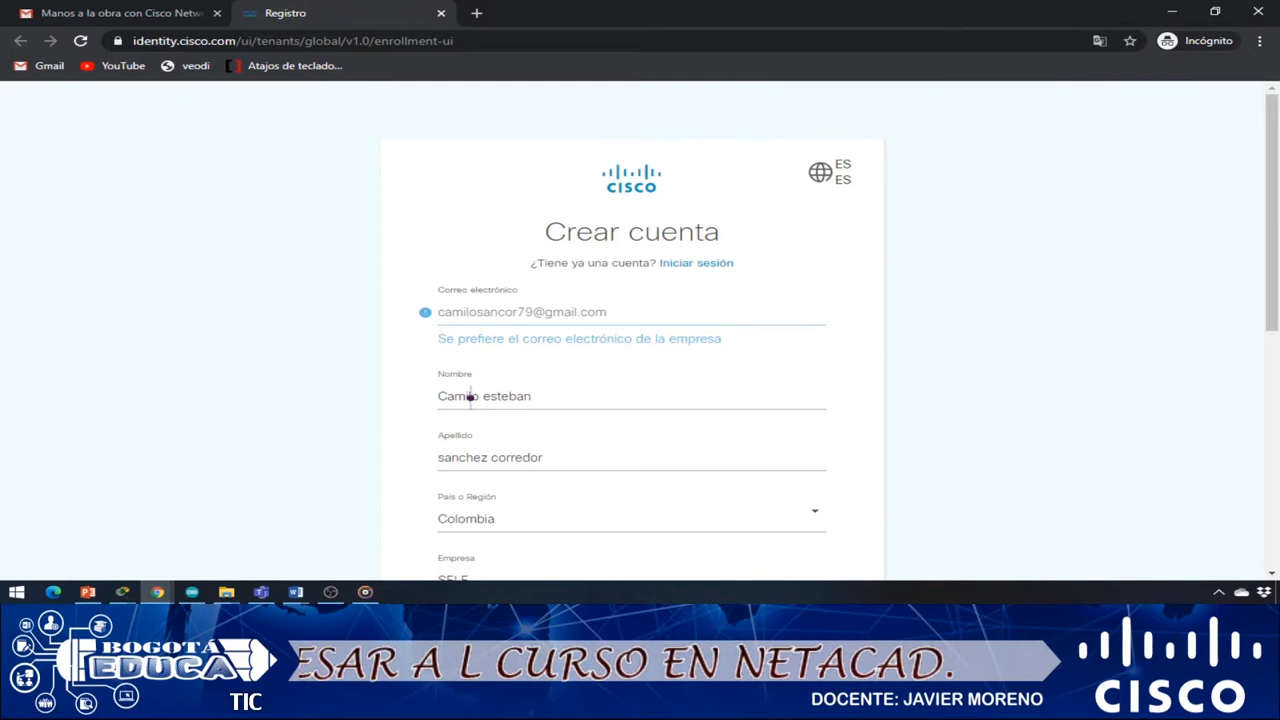 Manos a la obra con Cisco Netw
Registro
identity.cisco.com/ui/tenants/global/v1.0/enrollment-ui
Incógnito
Gmail
YouTube
veodi
Atajos de teclado...
CISCO
ES
ES
Crear cuenta
¿Tiene ya una cuenta? Iniciar sesión
Correo electrónico
camilosancor79@gmail.com
Se prefiere el correo electrónico de la empresa
Nombre
Camilo esteban
Apellido
sanchez corredor
País o Región
Colombia
Empresa
SELF
BOGOTÁ
EDUCA
TIC
ESAR A L CURSO EN NETACAD.
DOCENTE: JAVIER MORENO
CISCO